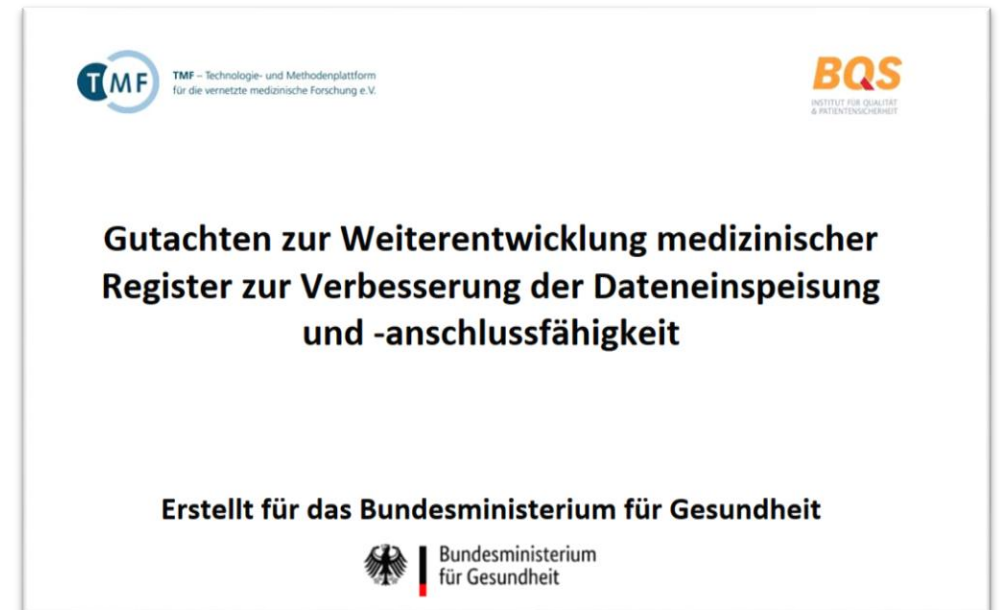 TMF
TMF – Technologie- und Methodenplattform
für die vernetzte medizinische Forschung e.V.
BQS
INSTITUT FÜR QUALITÄT
& PATIENTENSICHERHEIT
Gutachten zur Weiterentwicklung medizinischer
Register zur Verbesserung der Dateneinspeisung
und -anschlussfähigkeit
Erstellt für das Bundesministerium für Gesundheit
Bundesministerium
für Gesundheit